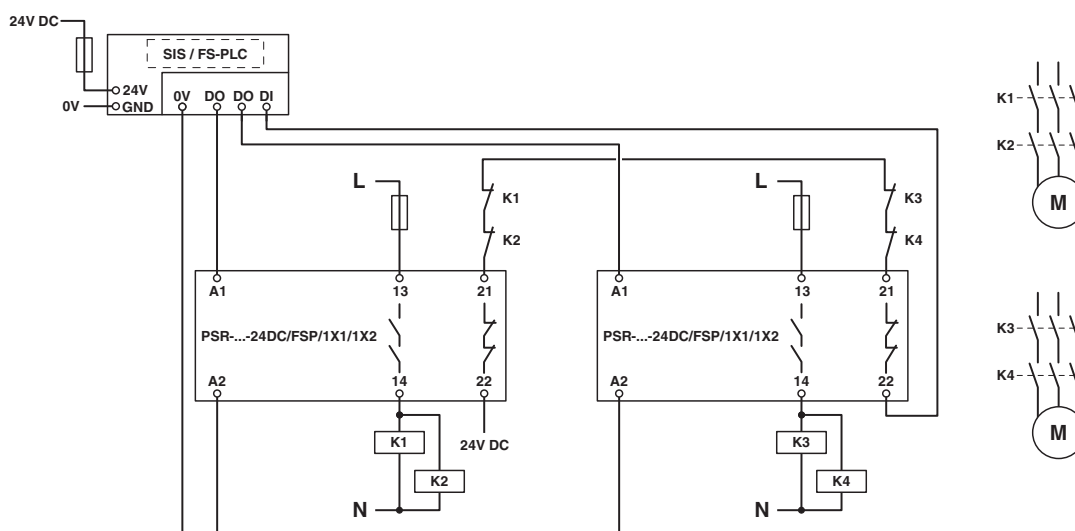 24V DC
SIS / FS-PLC
24V
0V
GND
0V DO DO DI
K1
K2
M
L
K1
K2
L
K3
K4
A1 13 21
PSR-...-24DC/FSP/1X1/1X2
A2 14 22
A1 13 21
PSR-...-24DC/FSP/1X1/1X2
A2 14 22
K3
K4
M
K1
K2
24V DC
N
K3
K4
N